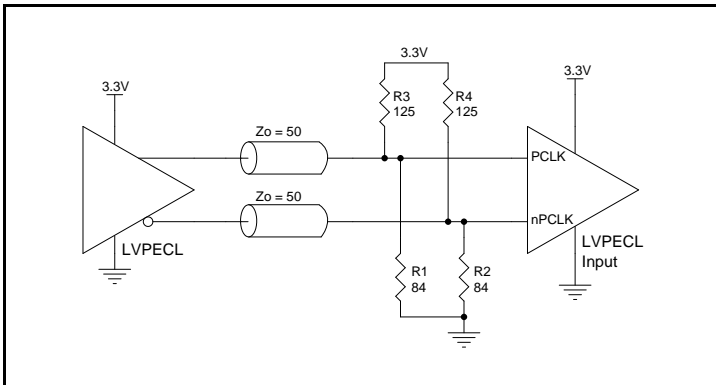 3.3V
3.3V
3.3V
R3
125
R4
125
Zo = 50
PCLK
Zo = 50
nPCLK
LVPECL
LVPECL
Input
R1
84
R2
84